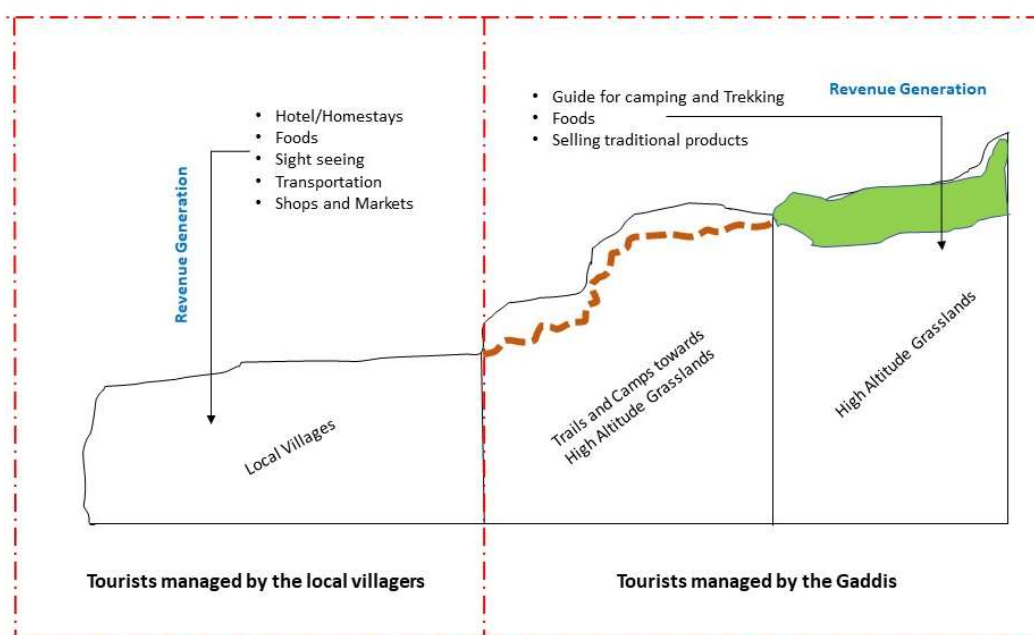 Revenue Generation
• Hotel/Homestays
• Foods
• Sight seeing
• Transportation
• Shops and Markets
Local Villages
Tourists managed by the local villagers
Revenue Generation
• Guide for camping and Trekking
• Foods
• Selling traditional products
Trails and Camps towards
High Altitude Grasslands
High Altitude Grasslands
Tourists managed by the Gaddis